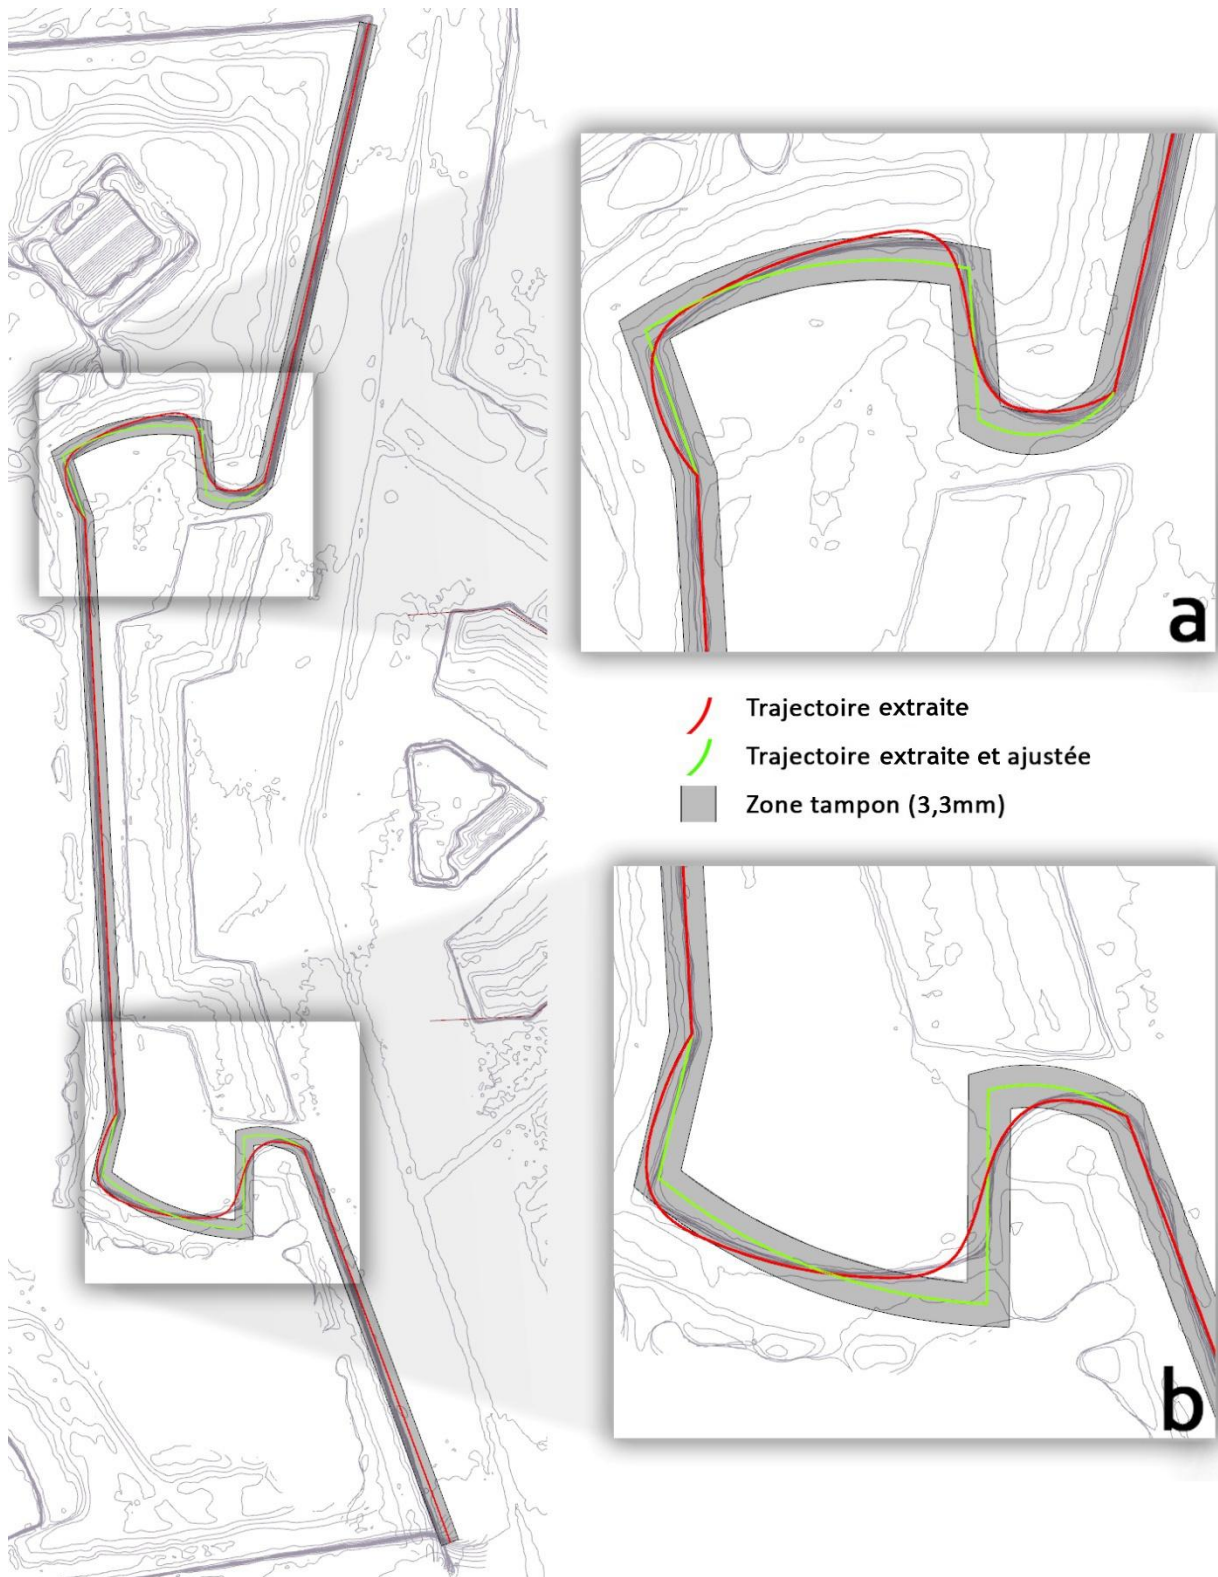 a
Trajectoire extraite
Trajectoire extraite et ajustée
Zone tampon (3,3mm)
b